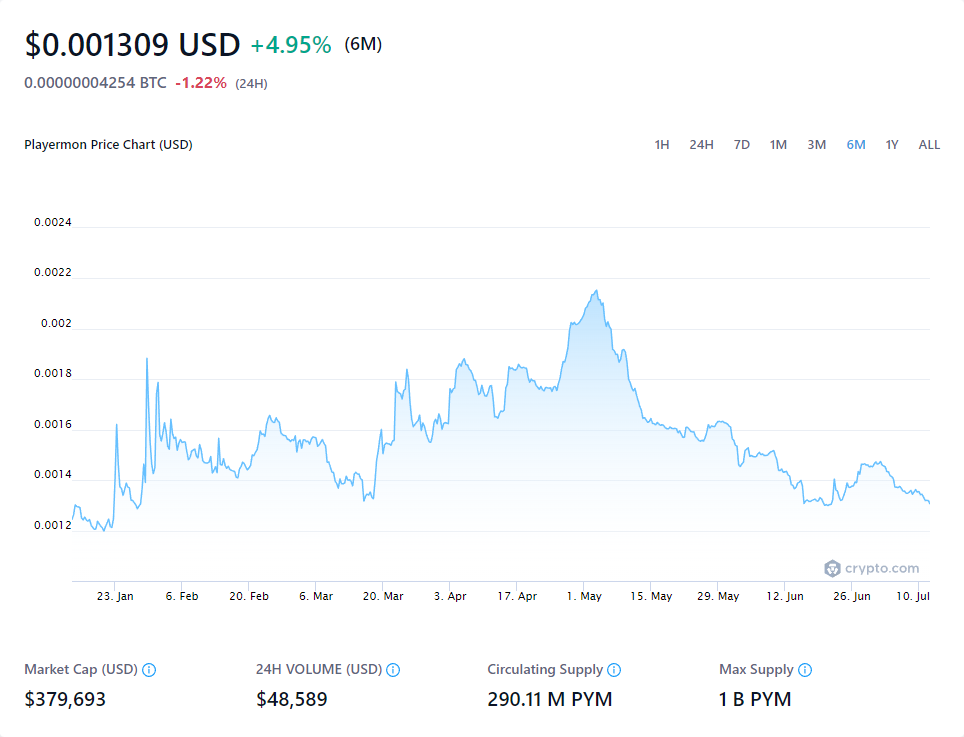 $0.001309 USD +4.95% (6M)
0.00000004254 BTC -1.22% (24H)
Playermon Price Chart (USD) 1H 24H 7D 1M 3M 6M 1Y ALL
0.0024
0.0022
0.002
0.0018
0.0016
0.0014
0.0012
crypto.com
23. Jan 6. Feb 20. Feb 6. Mar 20. Mar 3. Apr 17. Apr 1. May 15. May 29. May 12. Jun 26. Jun 10. Jul
Market Cap (USD) 24H VOLUME (USD) Circulating Supply Max Supply
$379,693 $48,589 290.11 M PYM 1 B PYM